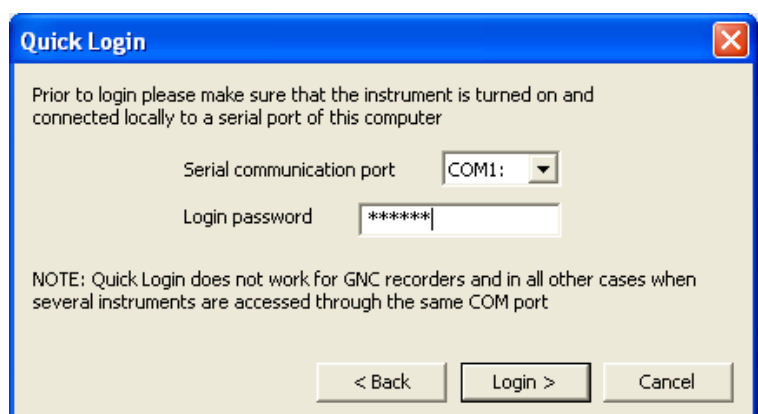 Quick Login
Prior to login please make sure that the instrument is turned on and
connected locally to a serial port of this computer
Serial communication port COM1:
Login password ******
NOTE: Quick Login does not work for GNC recorders and in all other cases when
several instruments are accessed through the same COM port
< Back Login > Cancel